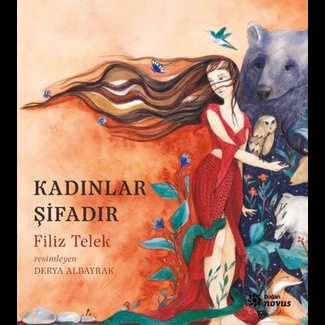 KADINLAR
ŞİFADIR
Filiz Telek
resimleyen
DERYA ALBAYRAK
Doğan
novus